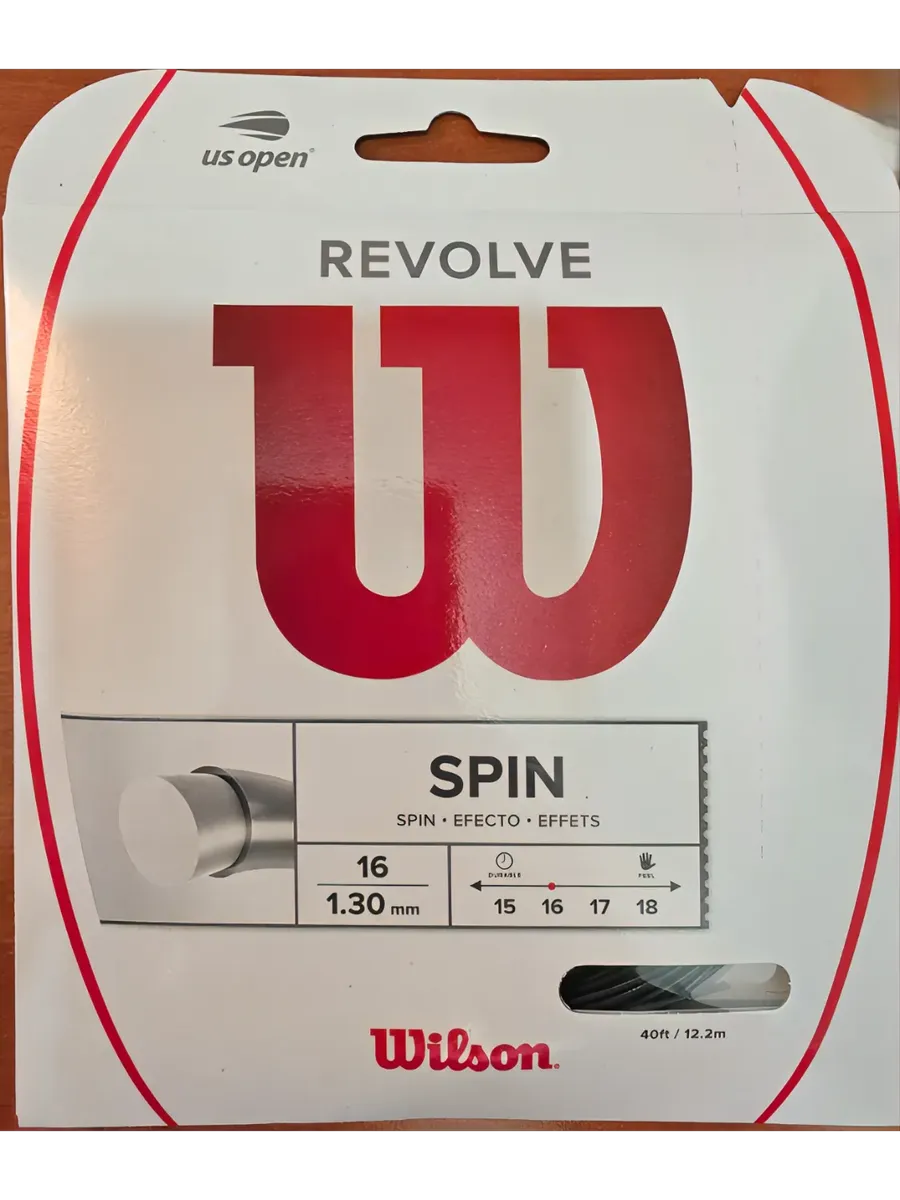 us open
REVOLVE
W
SPIN
SPIN • EFECTO • EFFETS
16
1.30 mm
DURABLE
FEEL
15 16 17 18
40ft / 12.2m
Wilson.